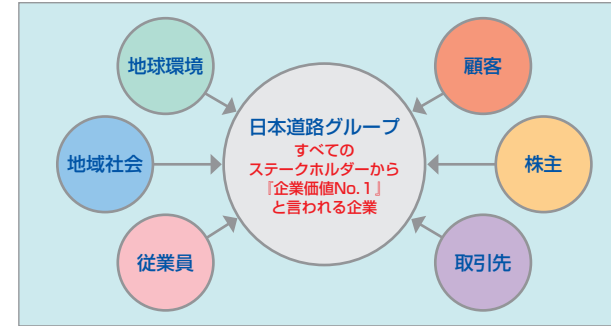 地球環境
顧客
地域社会
日本道路グループ
すべての
ステークホルダーから
『企業価値No.1』
と言われる企業
株主
従業員
取引先